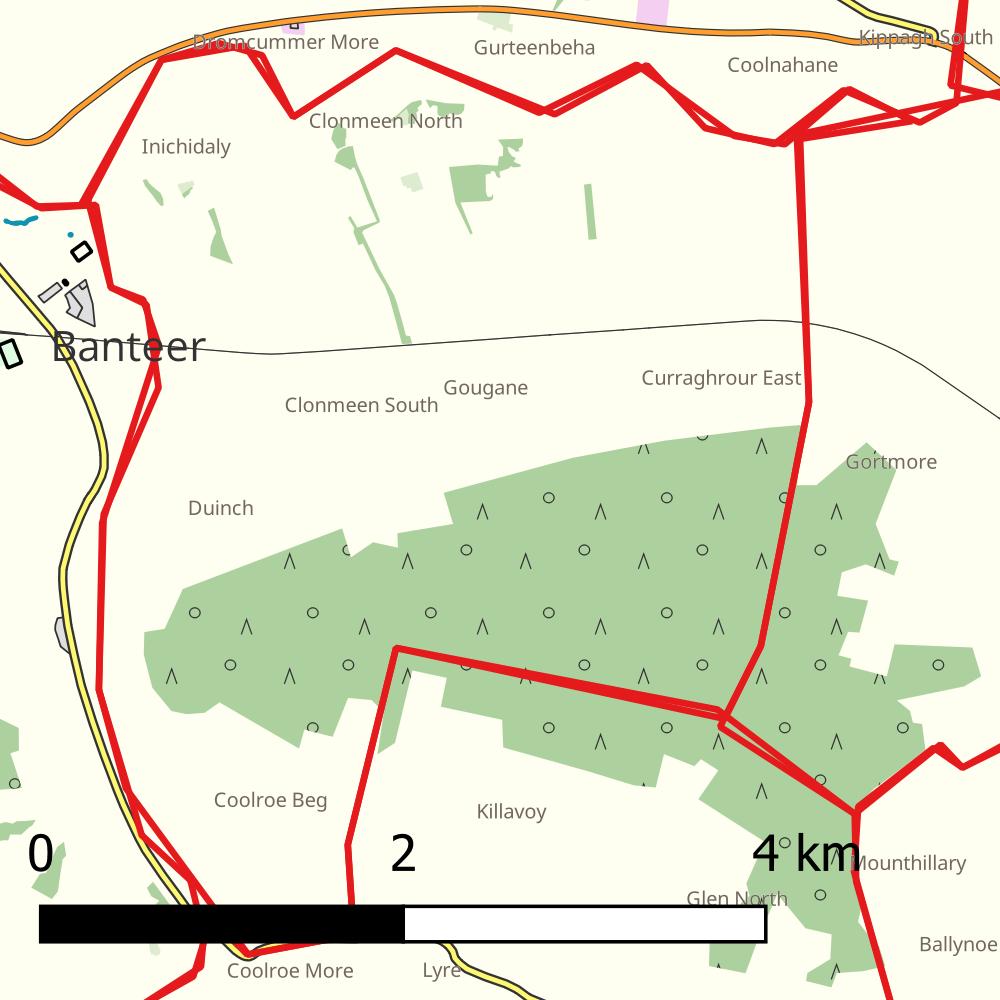 Kippagh South
Dromcummer More
Gurteenbeha
Coolnahane
Clonmeen North
Inichidaly
Banteer
Curraghrour East
Gougane
Clonmeen South
Gortmore
Duinch
Coolroe Beg
Killavoy
0 2 4 km
Mounthillary
Glen North
Ballynoe
Coolroe More
Lyre